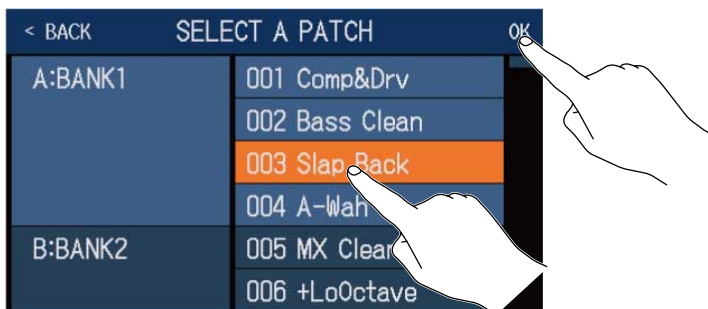 < BACK SELECT A PATCH OK
A:BANK1
001 Comp&Drv
002 Bass Clean
003 Slap Back
004 A-Wah
B:BANK2
005 MX Clean
006 +LoOctave